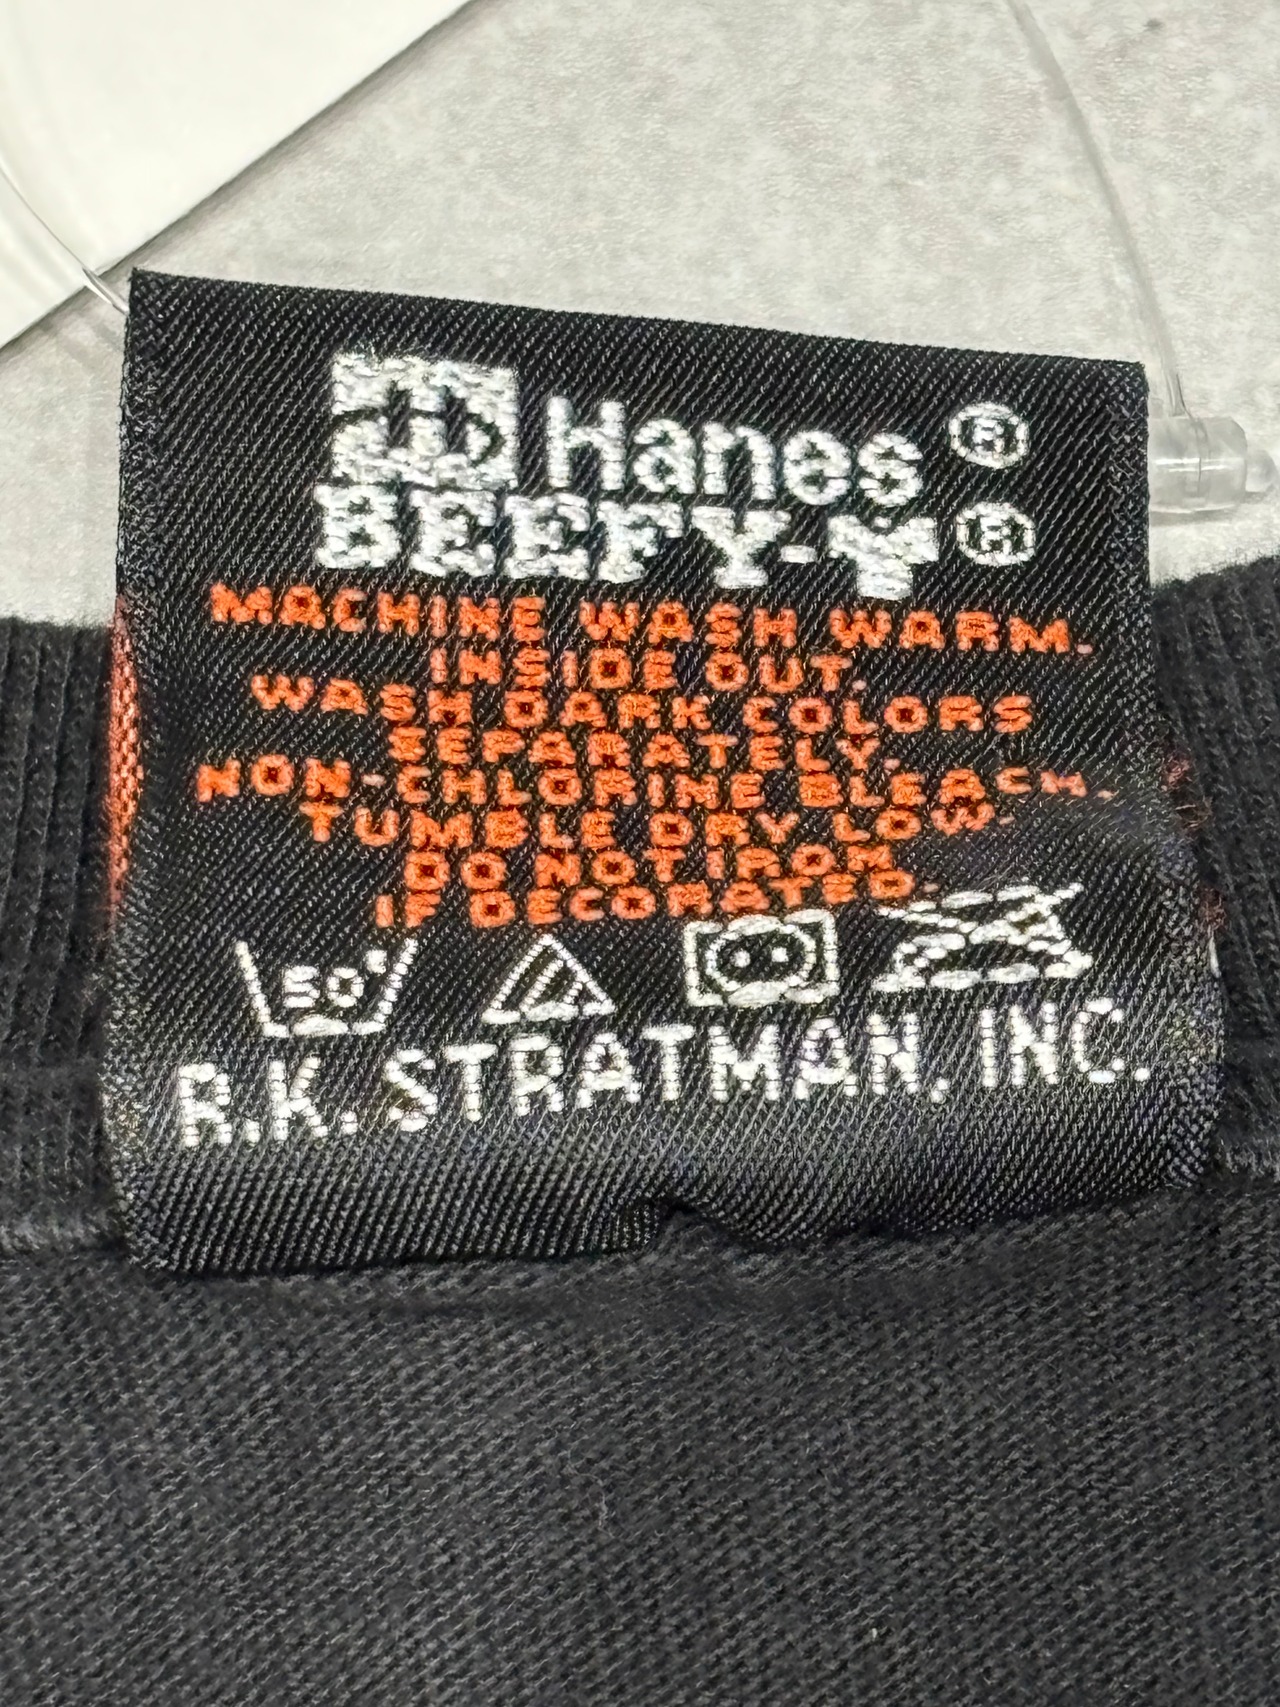 Hanes ®
BEEFY-T ®
MACHINE WASH WARM.
INSIDE OUT.
WASH DARK COLORS
SEPARATELY.
NON-CHLORINE BLEACH.
TUMBLE DRY LOW.
DO NOT IRON
IF DECORATED.
50°
R.K. STRATMAN, INC.